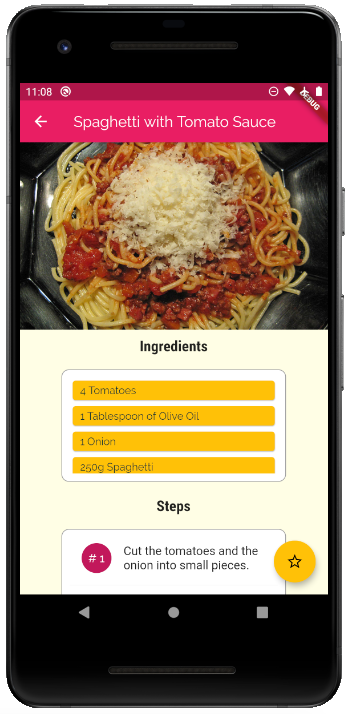 11:08
DEBUG
Spaghetti with Tomato Sauce
Ingredients
4 Tomatoes
1 Tablespoon of Olive Oil
1 Onion
250g Spaghetti
Steps
# 1
Cut the tomatoes and the
onion into small pieces.